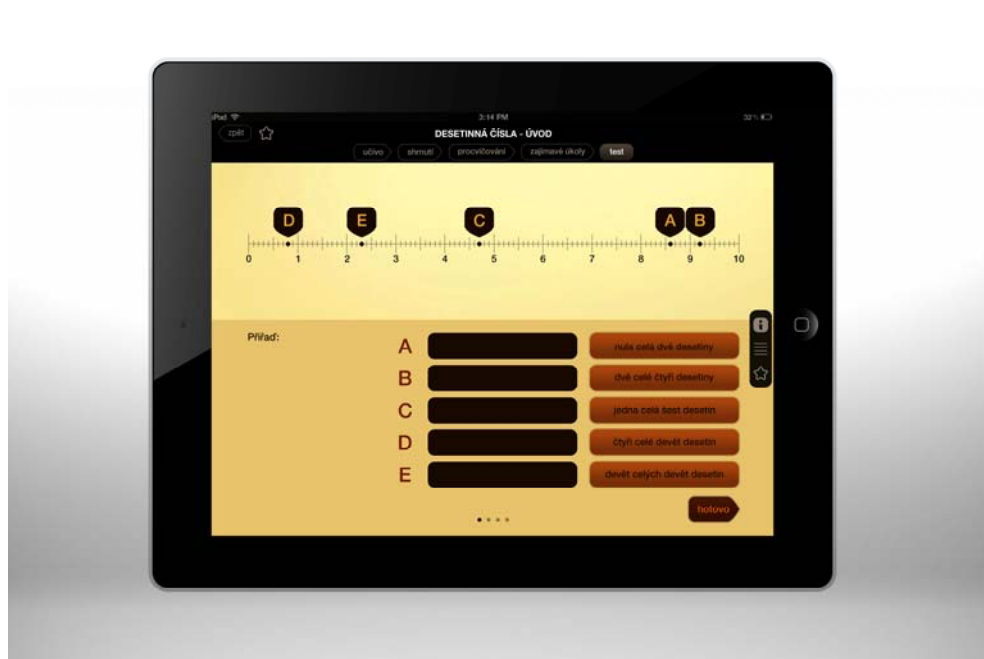 iPad 3:14 PM 32%
zpět DESETINNÁ ČÍSLA - ÚVOD
učivo shrnutí procvičování zajímavé úkoly test
D E C A B
0 1 2 3 4 5 6 7 8 9 10
Přiřaď:
A nula celá dvě desetiny
B dvě celé čtyři desetiny
C jedna celá šest desetin
D čtyři celé devět desetin
E devět celých devět desetin
hotovo